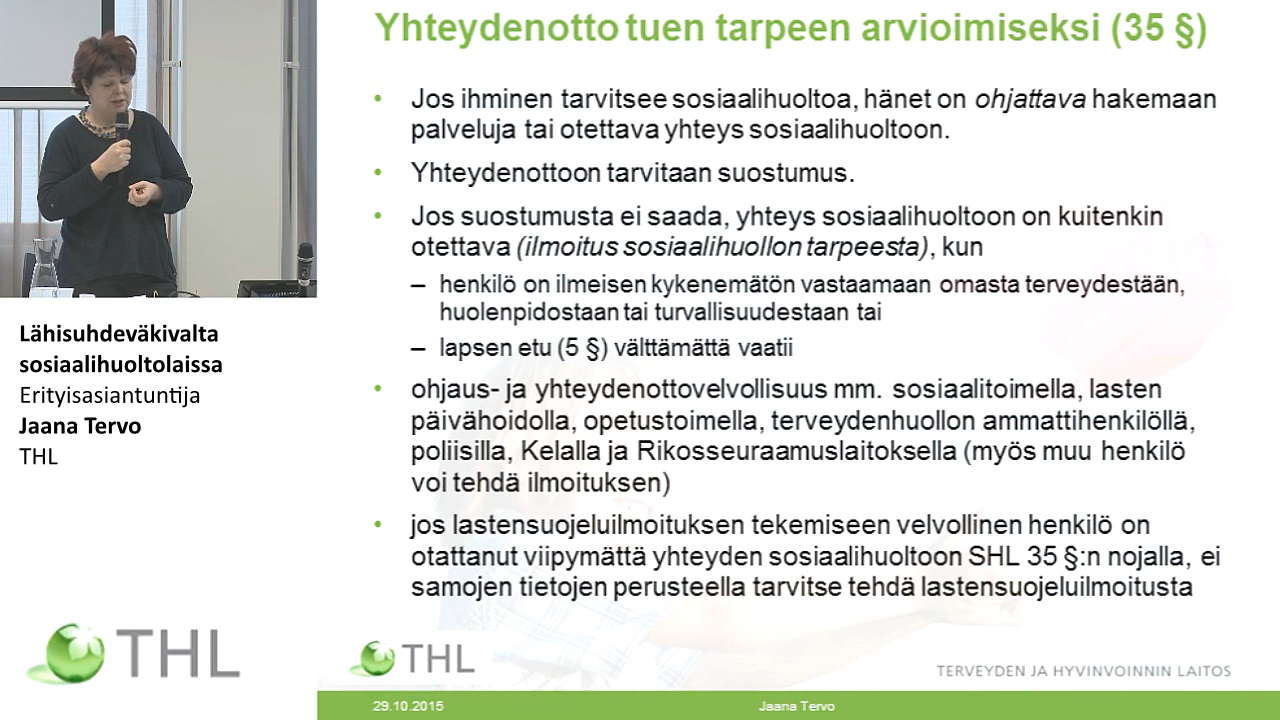 Yhteydenotto tuen tarpeen arvioimiseksi (35 §)
• Jos ihminen tarvitsee sosiaalihuoltoa, hänet on ohjattava hakemaan
palveluja tai otettava yhteys sosiaalihuoltoon.
• Yhteydenottoon tarvitaan suostumus.
• Jos suostumusta ei saada, yhteys sosiaalihuoltoon on kuitenkin
otettava (ilmoitus sosiaalihuollon tarpeesta), kun
– henkilö on ilmeisen kykenemätön vastaamaan omasta terveydestään,
huolenpidostaan tai turvallisuudestaan tai
– lapsen etu (5 §) välttämättä vaatii
• ohjaus- ja yhteydenottovelvollisuus mm. sosiaalitoimella, lasten
päivähoidolla, opetustoimella, terveydenhuollon ammattihenkilöllä,
poliisilla, Kelalla ja Rikosseuraamuslaitoksella (myös muu henkilö
voi tehdä ilmoituksen)
• jos lastensuojeluilmoituksen tekemiseen velvollinen henkilö on
otattanut viipymättä yhteyden sosiaalihuoltoon SHL 35 §:n nojalla, ei
samojen tietojen perusteella tarvitse tehdä lastensuojeluilmoitusta
Lähisuhdeväkivalta
sosiaalihuoltolaissa
Erityisasiantuntija
Jaana Tervo
THL
THL
THL
TERVEYDEN JA HYVINVOINNIN LAITOS
29.10.2015
Jaana Tervo